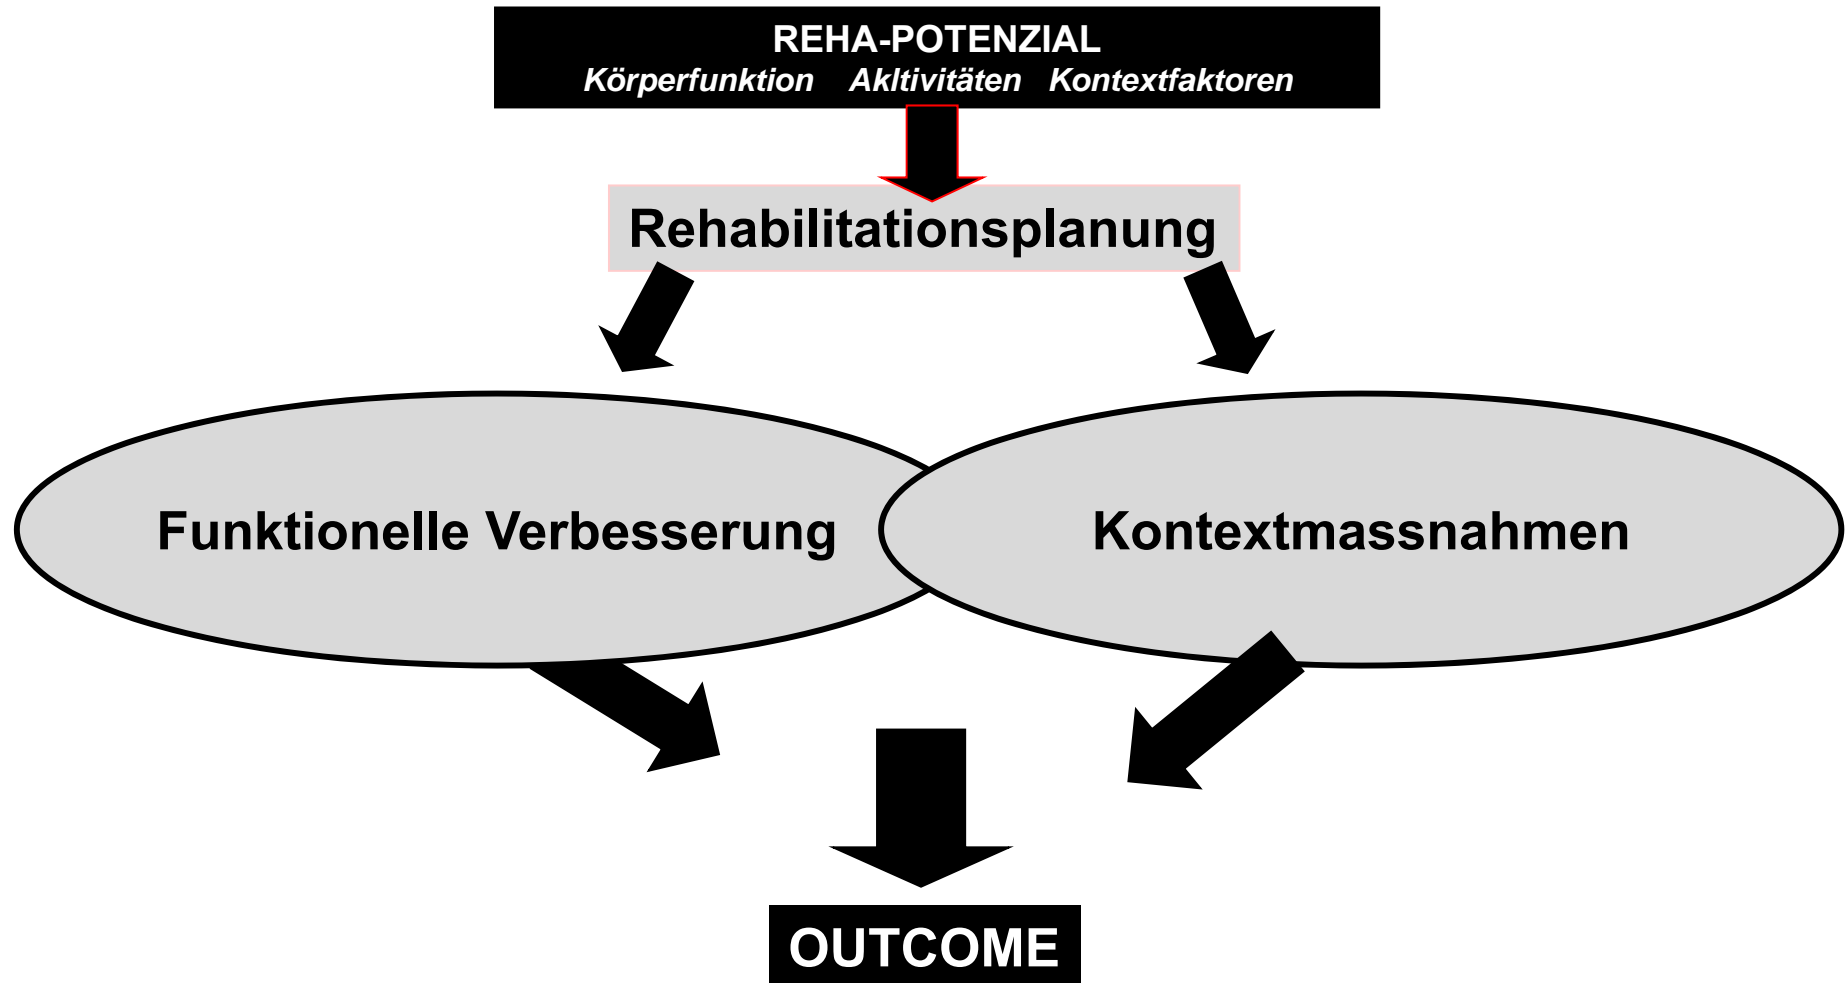 REHA-POTENZIAL
Körperfunktion Akltivitäten Kontextfaktoren
Rehabilitationsplanung
Funktionelle Verbesserung
Kontextmassnahmen
OUTCOME